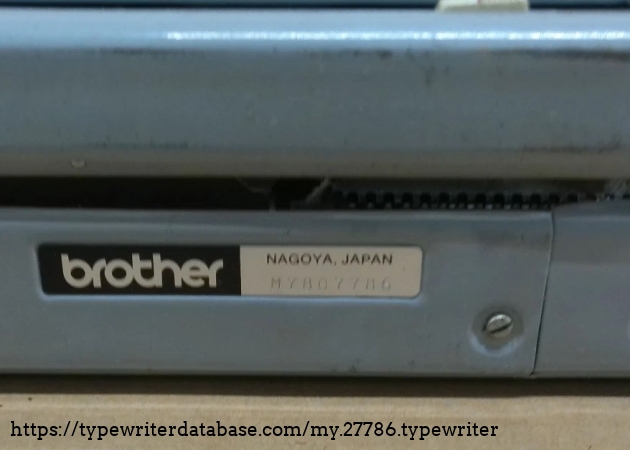 brother
NAGOYA, JAPAN
M7807786
https://typewriterdatabase.com/my.27786.typewriter